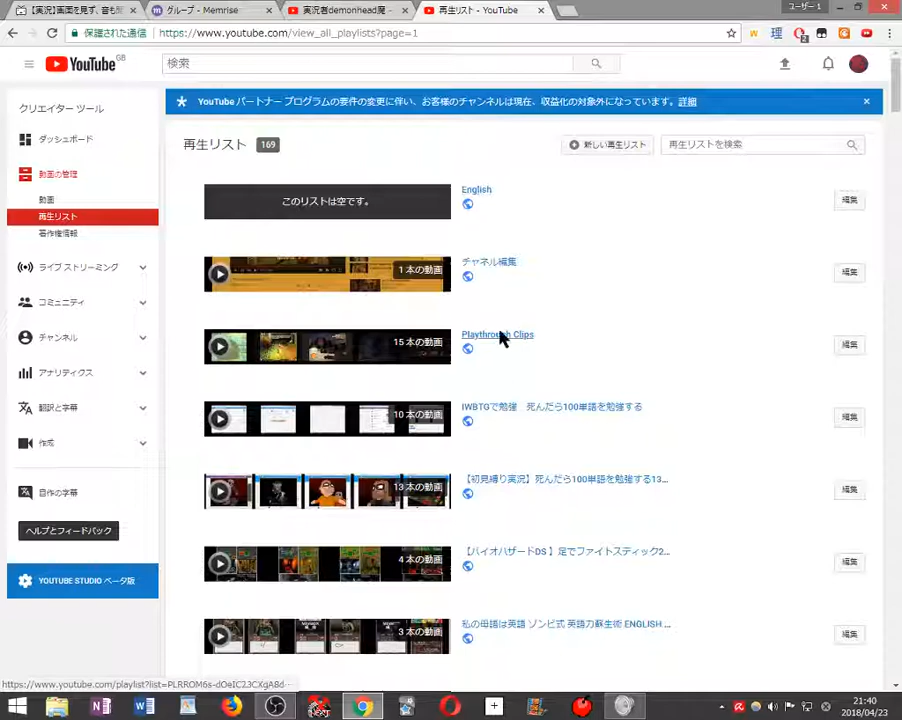 【実況】画面を見ず、音も
グループ - Memrise
実況者demonhead魔
再生リスト - YouTube
ユーザー 1
保護された通信
https://www.youtube.com/view_all_playlists?page=1
YouTube GB
検索
クリエイター ツール
YouTube パートナー プログラムの要件の変更に伴い、お客様のチャンネルは現在、収益化の対象外になっています。詳細
再生リスト 169
新しい再生リスト
再生リストを検索
ダッシュボード
動画の管理
動画
再生リスト
著作権情報
ライブ ストリーミング
コミュニティ
チャンネル
アナリティクス
翻訳と字幕
作成
自作の字幕
ヘルプとフィードバック
YOUTUBE STUDIO ベータ版
このリストは空です。
English
編集
1 本の動画
チャネル編集
編集
15 本の動画
Playthrough Clips
編集
10 本の動画
IWBTGで勉強 死んだら100単語を勉強する
編集
13 本の動画
【初見縛り実況】死んだら100単語を勉強する13...
編集
4 本の動画
【バイオハザードDS 】足でファイトスティック2...
編集
3 本の動画
私の母語は英語 ゾンビ式 英語力蘇生術 ENGLISH ...
編集
https://www.youtube.com/playlist?list=PLRROM6s-dOeIC23CXgA8d...
21:40
2018/04/23